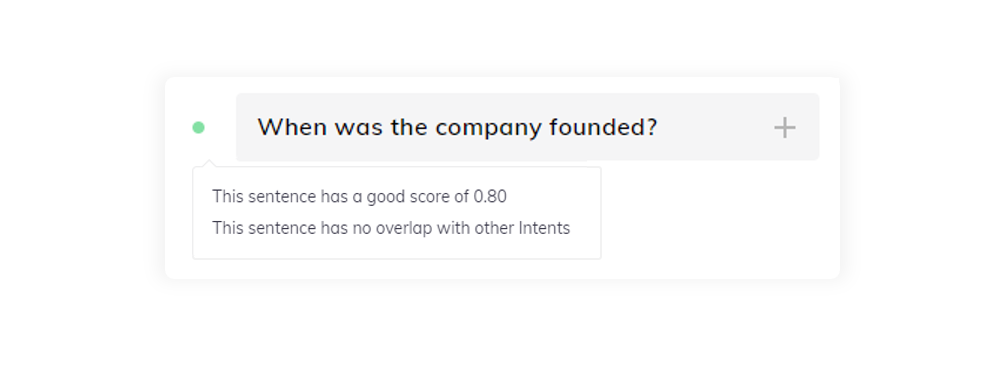 When was the company founded?
This sentence has a good score of 0.80
This sentence has no overlap with other Intents